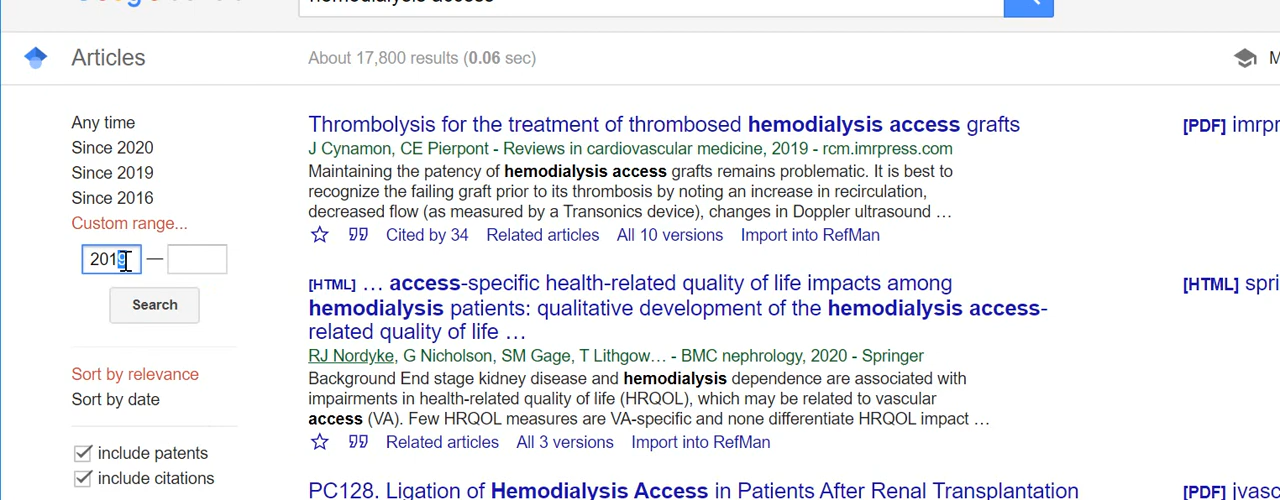 hemodialysis access
Articles
About 17,800 results (0.06 sec)
Any time
Since 2020
Since 2019
Since 2016
Custom range...
2019 —
Search
Sort by relevance
Sort by date
include patents
include citations
Thrombolysis for the treatment of thrombosed hemodialysis access grafts
J Cynamon, CE Pierpont - Reviews in cardiovascular medicine, 2019 - rcm.imrpress.com
Maintaining the patency of hemodialysis access grafts remains problematic. It is best to
recognize the failing graft prior to its thrombosis by noting an increase in recirculation,
decreased flow (as measured by a Transonics device), changes in Doppler ultrasound …
Cited by 34 Related articles All 10 versions Import into RefMan
[PDF] imrpr
[HTML] … access-specific health-related quality of life impacts among
hemodialysis patients: qualitative development of the hemodialysis access-
related quality of life …
RJ Nordyke, G Nicholson, SM Gage, T Lithgow… - BMC nephrology, 2020 - Springer
Background End stage kidney disease and hemodialysis dependence are associated with
impairments in health-related quality of life (HRQOL), which may be related to vascular
access (VA). Few HRQOL measures are VA-specific and none differentiate HRQOL impact …
Related articles All 3 versions Import into RefMan
[HTML] spri
PC128. Ligation of Hemodialysis Access in Patients After Renal Transplantation
[PDF] jvasc